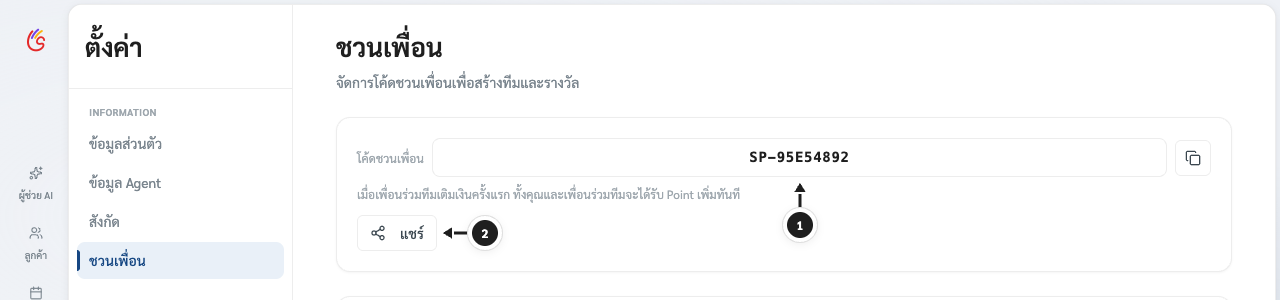 ตั้งค่า
INFORMATION
ข้อมูลส่วนตัว
ข้อมูล Agent
สังกัด
ชวนเพื่อน
ผู้ช่วย AI
ลูกค้า
ชวนเพื่อน
จัดการโค้ดชวนเพื่อนเพื่อสร้างทีมและรางวัล
โค้ดชวนเพื่อน
SP-95E54892
เมื่อเพื่อนร่วมทีมเติมเงินครั้งแรก ทั้งคุณและเพื่อนร่วมทีมจะได้รับ Point เพิ่มทันที
1
แชร์
2